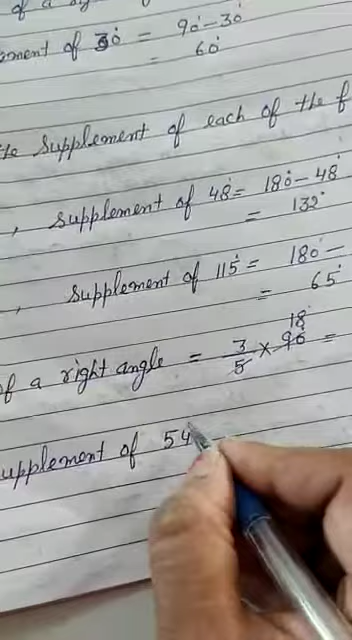 of a
ement of 30° = 90° - 30°
= 60°
the supplement of each of the f
, supplement of 48° = 180° - 48°
= 132°
, supplement of 115° = 180° -
= 65°
18
of a right angle = 3/5 × 90 =
upplement of 54